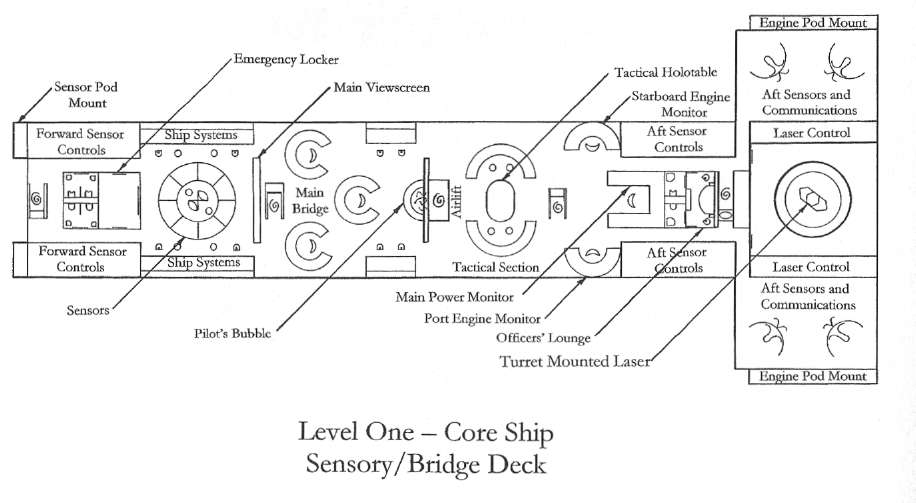 Engine Pod Mount
Emergency Locker
Tactical Holotable
Sensor Pod
Mount
Main Viewscreen
Starboard Engine
Monitor
Aft Sensors and
Communications
Forward Sensor
Controls
Ship Systems
Aft Sensor
Controls
Laser Control
Main
Bridge
Airlift
Forward Sensor
Controls
Ship Systems
Tactical Section
Aft Sensor
Controls
Laser Control
Sensors
Pilot's Bubble
Main Power Monitor
Port Engine Monitor
Officers' Lounge
Turret Mounted Laser
Aft Sensors and
Communications
Engine Pod Mount
Level One – Core Ship
Sensory/Bridge Deck